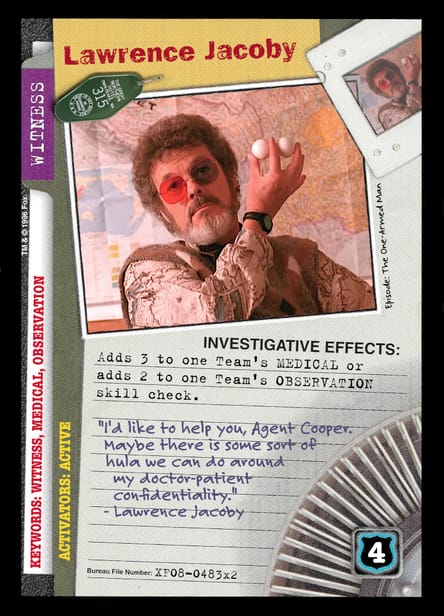 Lawrence Jacoby
WITNESS
315
TM & © 1996 Fox
Episode: The One-Armed Man
KEYWORDS: WITNESS, MEDICAL, OBSERVATION
ACTIVATORS: ACTIVE
INVESTIGATIVE EFFECTS:
Adds 3 to one Team's MEDICAL or
adds 2 to one Team's OBSERVATION
skill check.
"I'd like to help you, Agent Cooper.
Maybe there is some sort of
hula we can do around
my doctor-patient
confidentiality."
- Lawrence Jacoby
Bureau File Number: XF08-0483x2
4